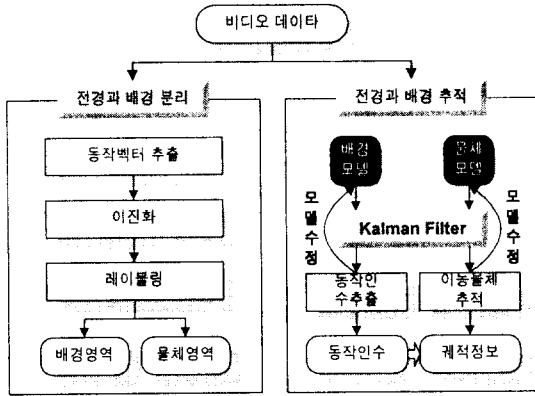 비디오 데이타
전경과 배경 분리
동작벡터 추출
이진화
레이블링
배경영역
물체영역
전경과 배경 추적
배경
모델
물체
모델
모델수정
Kalman Filter
모델수정
동작인
수추출
이동물체
추적
동작인수
궤적정보